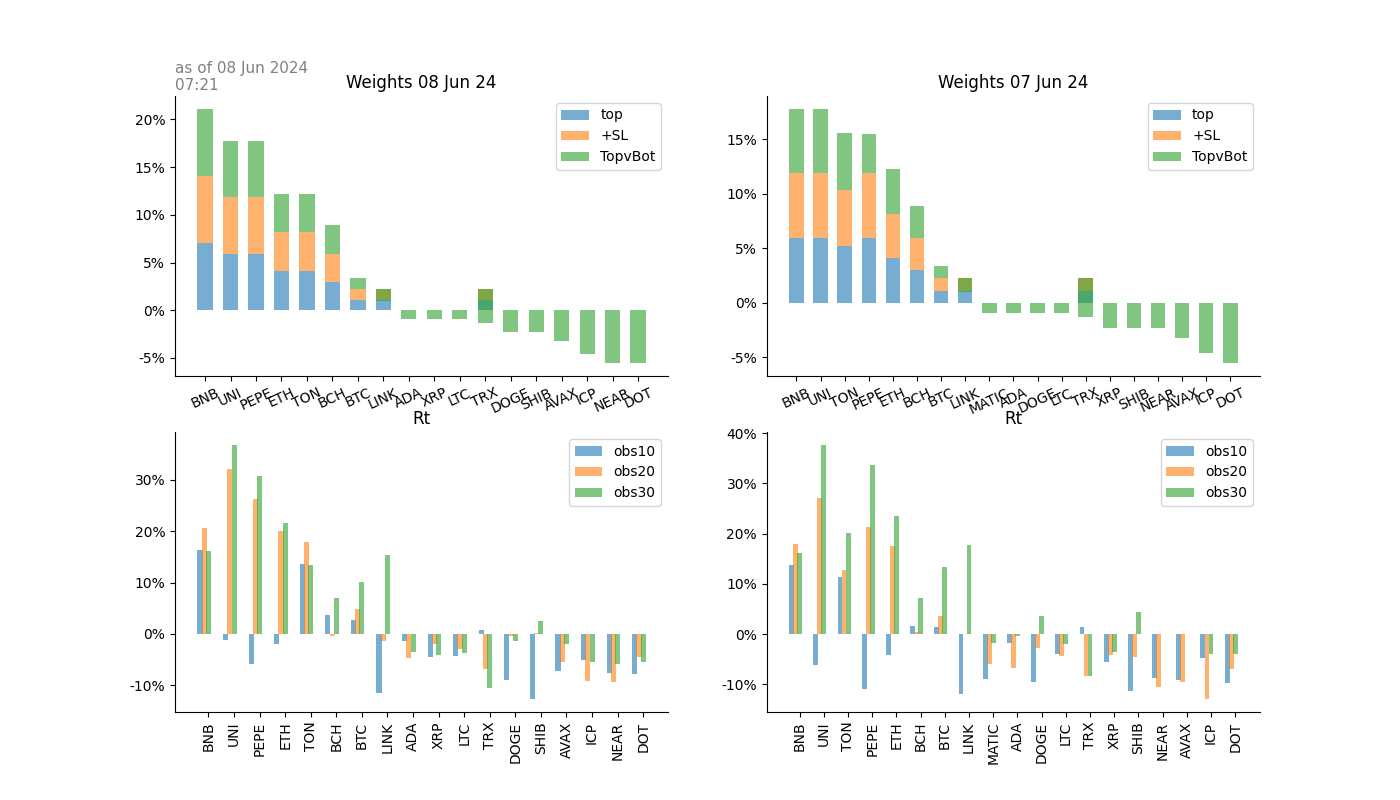 as of 08 Jun 2024
07:21
Weights 08 Jun 24
20%
15%
10%
5%
0%
-5%
top
+SL
TopvBot
BNB UNI PEPE ETH TON BCH BTC LINK ADA XRP LTC TRX DOGE SHIB AVAX ICP NEAR DOT
Weights 07 Jun 24
15%
10%
5%
0%
-5%
top
+SL
TopvBot
BNB UNI TON PEPE ETH BCH BTC LINK MATIC ADA DOGE LTC TRX XRP SHIB NEAR AVAX ICP DOT
Rt
30%
20%
10%
0%
-10%
obs10
obs20
obs30
BNB UNI PEPE ETH TON BCH BTC LINK ADA XRP LTC TRX DOGE SHIB AVAX ICP NEAR DOT
Rt
40%
30%
20%
10%
0%
-10%
obs10
obs20
obs30
BNB UNI TON PEPE ETH BCH BTC LINK MATIC ADA DOGE LTC TRX XRP SHIB NEAR AVAX ICP DOT